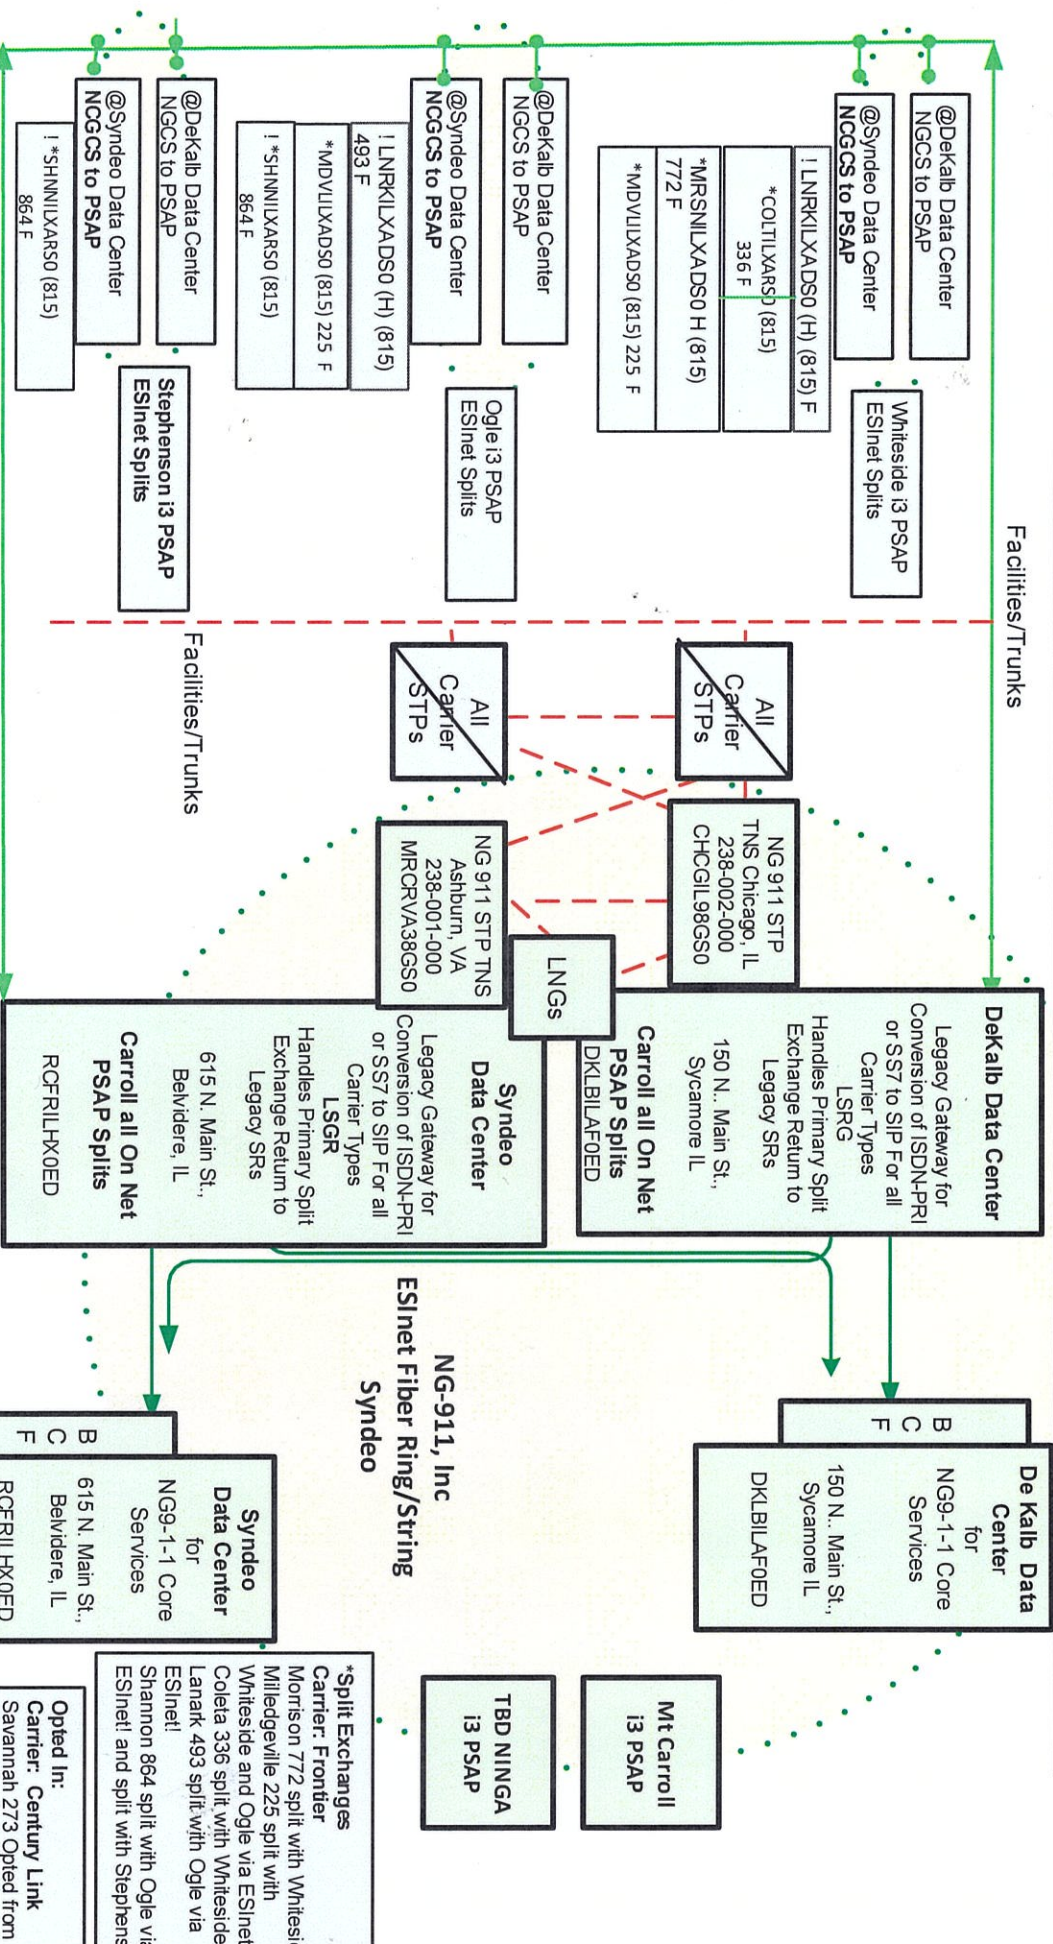 Facilities/Trunks
@DeKalb Data Center
NGCS to PSAP
@Syndeo Data Center
NCGCS to PSAP
Whiteside i3 PSAP
ESInet Splits
! LNRKILXADS0 (H) (815) F
*COLTILXARS0 (815)
336 F
*MRSNILXADS0 H (815)
772 F
*MDVLILXADS0 (815) 225 F
@DeKalb Data Center
NGCS to PSAP
@Syndeo Data Center
NCGCS to PSAP
Ogle i3 PSAP
ESInet Splits
! LNRKILXADS0 (H) (815)
493 F
*MDVLILXADS0 (815) 225 F
! *SHNNILXARS0 (815)
864 F
@DeKalb Data Center
NGCS to PSAP
@Syndeo Data Center
NCGCS to PSAP
Stephenson i3 PSAP
ESInet Splits
! *SHNNILXARS0 (815)
864 F
Facilities/Trunks
All
Carrier
STPs
All
Carrier
STPs
NG 911 STP
TNS Chicago, IL
238-002-000
CHCGIL98GS0
NG 911 STP TNS
Ashburn, VA
238-001-000
MRCRVA38GS0
LNGs
DeKalb Data Center
Legacy Gateway for
Conversion of ISDN-PRI
or SS7 to SIP For all
Carrier Types
LSRG
Handles Primary Split
Exchange Return to
Legacy SRs
150 N.. Main St.,
Sycamore IL
Carroll all On Net
PSAP Splits
DKLBILAF0ED
Syndeo
Data Center
Legacy Gateway for
Conversion of ISDN-PRI
or SS7 to SIP For all
Carrier Types
LSGR
Handles Primary Split
Exchange Return to
Legacy SRs
615 N. Main St.,
Belvidere, IL
Carroll all On Net
PSAP Splits
RCFRILHX0ED
NG-911, Inc
ESInet Fiber Ring/String
Syndeo
B
C
F
De Kalb Data
Center
for
NG9-1-1 Core
Services
150 N.. Main St.,
Sycamore IL
DKLBILAF0ED
B
C
F
Syndeo
Data Center
for
NG9-1-1 Core
Services
615 N. Main St.,
Belvidere, IL
RCFRILHX0ED
Mt Carroll
i3 PSAP
TBD NINGA
i3 PSAP
*Split Exchanges
Carrier: Frontier
Morrison 772 split with Whitesi
Milledgeville 225 split with
Whiteside and Ogle via ESInet
Coleta 336 split with Whiteside
Lanark 493 split with Ogle via
ESInet!
Shannon 864 split with Ogle via
ESInet! and split with Stephens
Opted In:
Carrier: Century Link
Savannah 273 Opted from